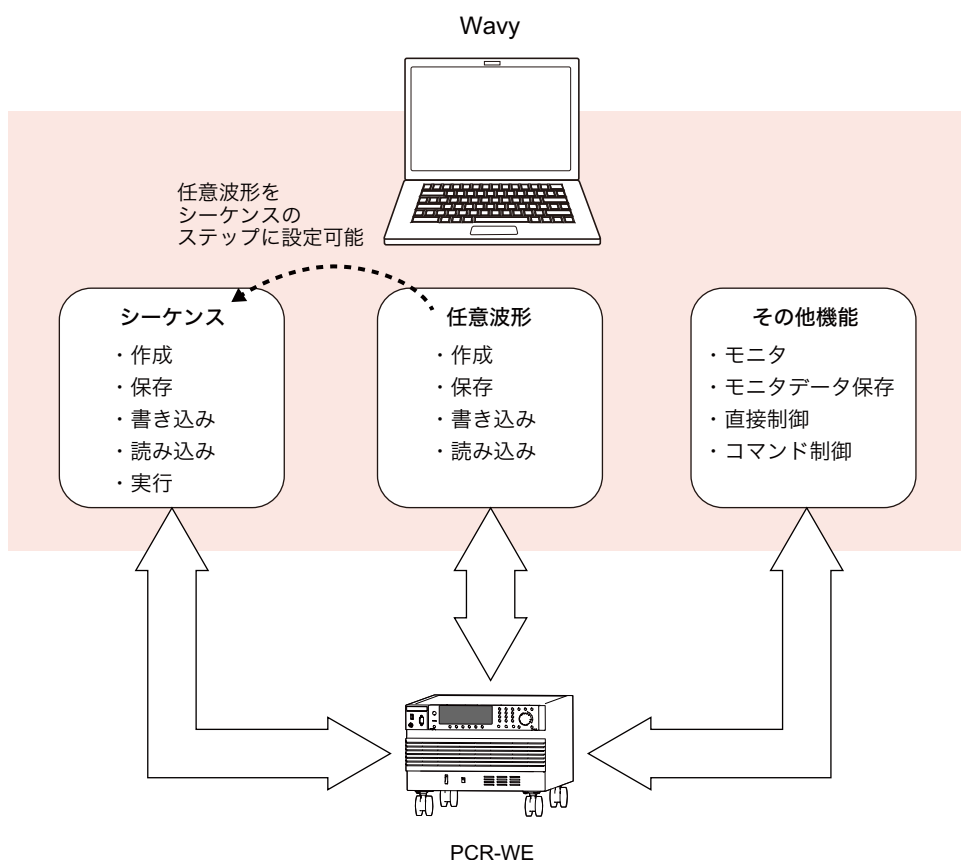 Wavy
任意波形を
シーケンスの
ステップに設定可能
シーケンス
・作成
・保存
・書き込み
・読み込み
・実行
任意波形
・作成
・保存
・書き込み
・読み込み
その他機能
・モニタ
・モニタデータ保存
・直接制御
・コマンド制御
PCR-WE